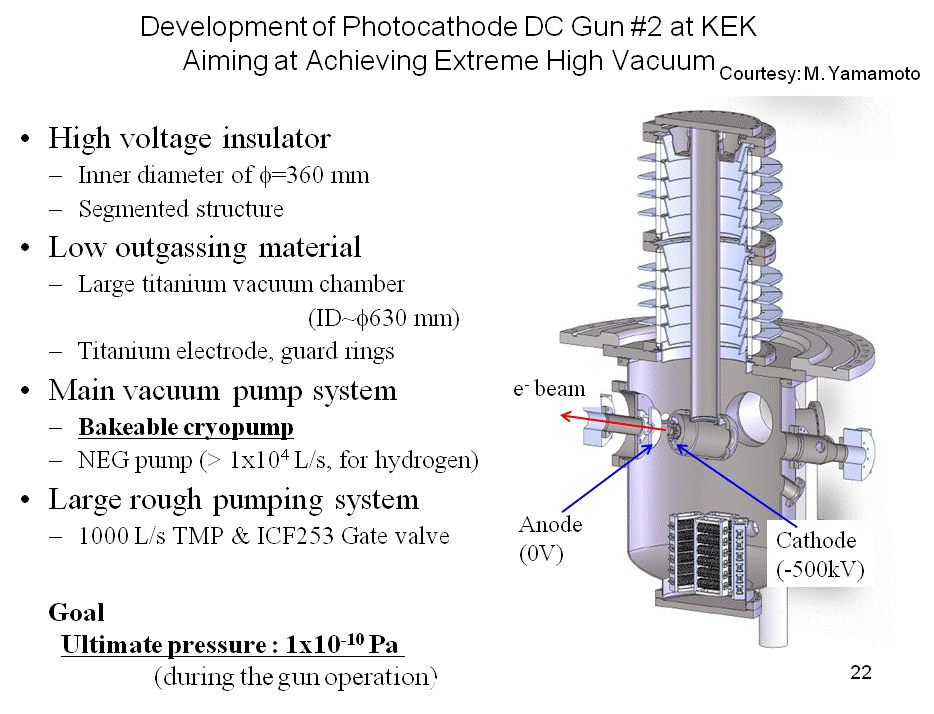 Development of Photocathode DC Gun #2 at KEK
Aiming at Achieving Extreme High Vacuum
Courtesy: M. Yamamoto
• High voltage insulator
– Inner diameter of ϕ=360 mm
– Segmented structure
• Low outgassing material
– Large titanium vacuum chamber
(ID~ϕ630 mm)
– Titanium electrode, guard rings
• Main vacuum pump system
– Bakeable cryopump
– NEG pump (> 1x10⁴ L/s, for hydrogen)
• Large rough pumping system
– 1000 L/s TMP & ICF253 Gate valve
Goal
Ultimate pressure : 1x10⁻¹⁰ Pa
(during the gun operation)
e⁻ beam
Anode
(0V)
Cathode
(-500kV)
22